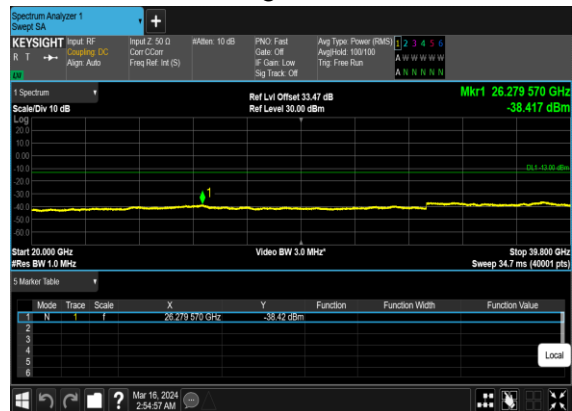 Spectrum Analyzer 1
Swept SA
+
KEYSIGHT Input: RF Input Z: 50 Ω #Atten: 10 dB PNO: Fast Avg Type: Power (RMS) 1 2 3 4 5 6
R T Coupling: DC Corr CCorr Gate: Off Avg|Hold: 100/100 A W W W W W
Align: Auto Freq Ref: Int (S) IF Gain: Low Trig: Free Run
Sig Track: Off A N N N N N
1 Spectrum
Ref Lvl Offset 33.47 dB Mkr1 26.279 570 GHz
Scale/Div 10 dB Ref Level 30.00 dBm -38.417 dBm
Log
20.0
10.0
0.00
-10.0
DL1 -13.00 dBm
-20.0
-30.0
1
-40.0
-50.0
-60.0
Start 20.000 GHz Video BW 3.0 MHz* Stop 39.800 GHz
#Res BW 1.0 MHz Sweep 34.7 ms (40001 pts)
5 Marker Table
Mode Trace Scale X Y Function Function Width Function Value
1 N 1 f 26.279 570 GHz -38.42 dBm
2
3
4
5
6
Local
? Mar 16, 2024
2:54:57 AM